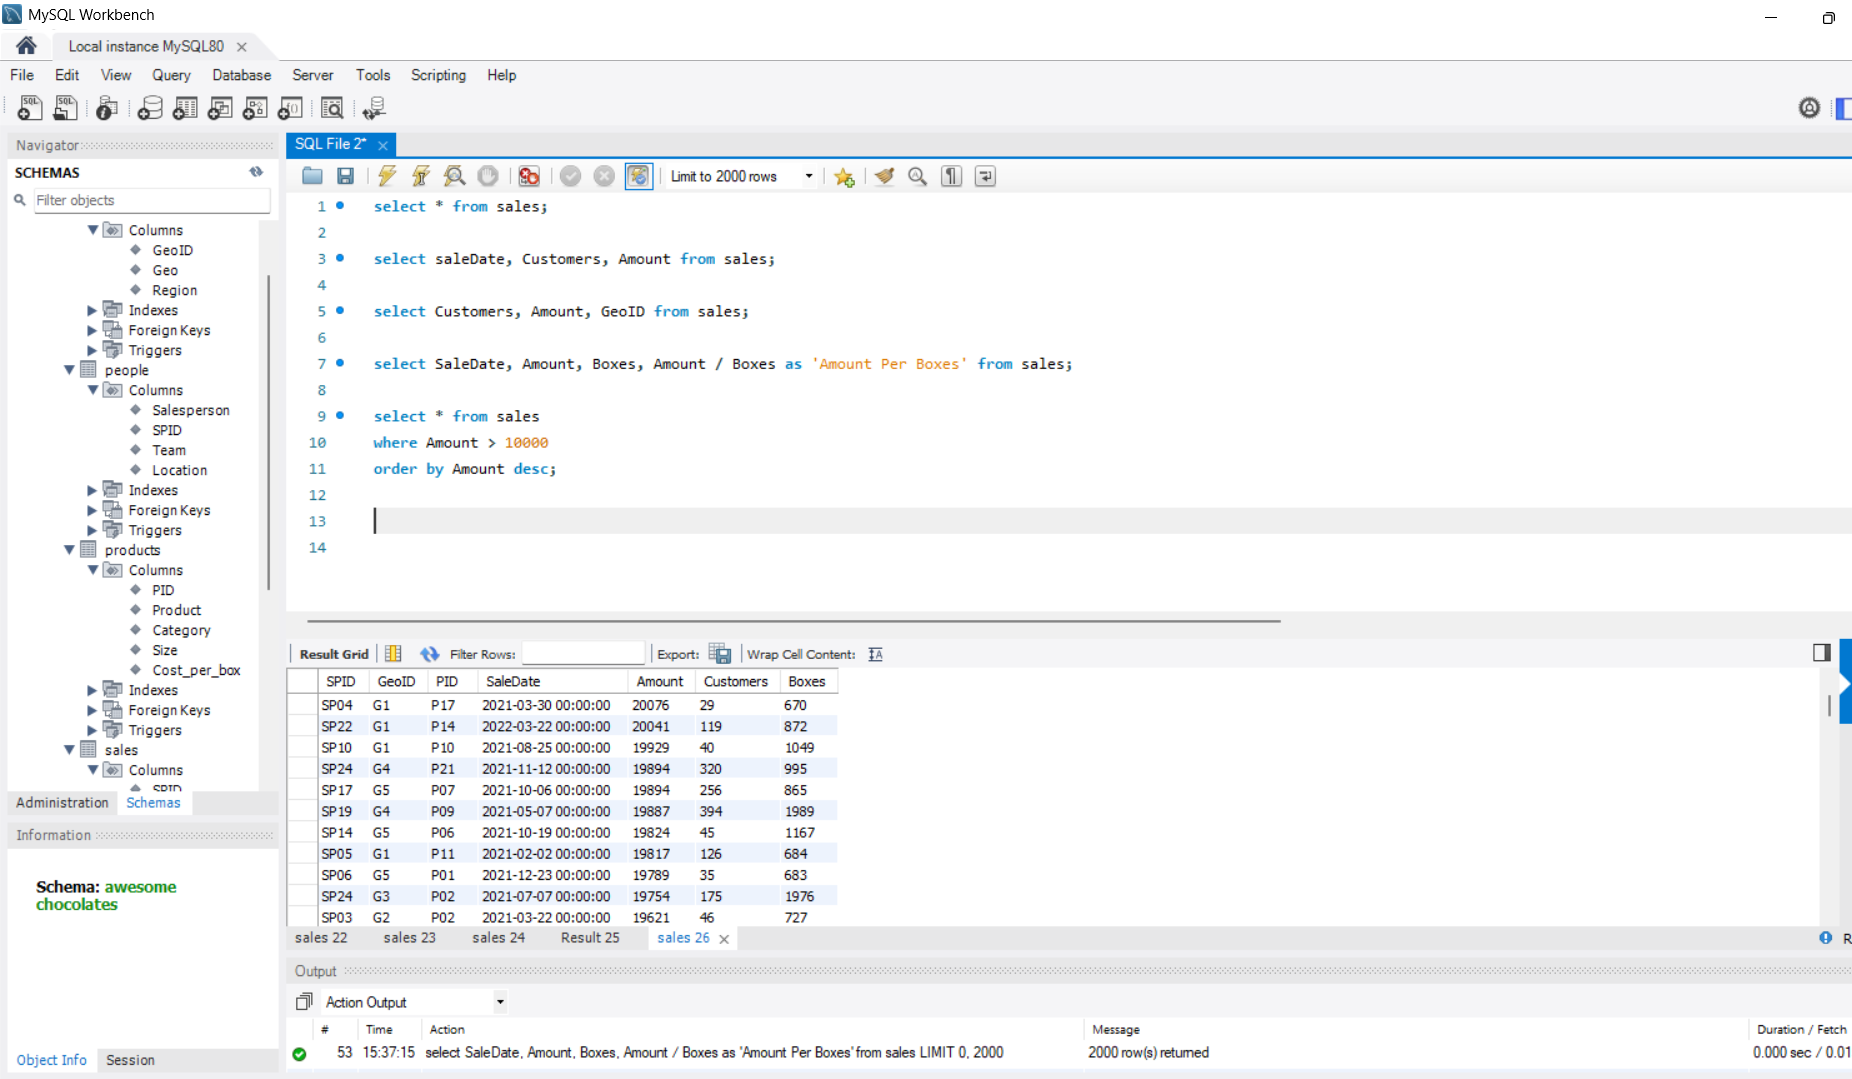 MySQL Workbench
Local instance MySQL80
File Edit View Query Database Server Tools Scripting Help
Navigator
SCHEMAS
Filter objects
Columns
GeoID
Geo
Region
Indexes
Foreign Keys
Triggers
people
Columns
Salesperson
SPID
Team
Location
Indexes
Foreign Keys
Triggers
products
Columns
PID
Product
Category
Size
Cost_per_box
Indexes
Foreign Keys
Triggers
sales
Columns
SPID
Administration Schemas
Information
Schema: awesome
chocolates
Object Info Session
SQL File 2*
Limit to 2000 rows
1 select * from sales;
2
3 select saleDate, Customers, Amount from sales;
4
5 select Customers, Amount, GeoID from sales;
6
7 select SaleDate, Amount, Boxes, Amount / Boxes as 'Amount Per Boxes' from sales;
8
9 select * from sales
10 where Amount > 10000
11 order by Amount desc;
12
13
14
Result Grid Filter Rows: Export: Wrap Cell Content:
SPID GeoID PID SaleDate Amount Customers Boxes
SP04 G1 P17 2021-03-30 00:00:00 20076 29 670
SP22 G1 P14 2022-03-22 00:00:00 20041 119 872
SP10 G1 P10 2021-08-25 00:00:00 19929 40 1049
SP24 G4 P21 2021-11-12 00:00:00 19894 320 995
SP17 G5 P07 2021-10-06 00:00:00 19894 256 865
SP19 G4 P09 2021-05-07 00:00:00 19887 394 1989
SP14 G5 P06 2021-10-19 00:00:00 19824 45 1167
SP05 G1 P11 2021-02-02 00:00:00 19817 126 684
SP06 G5 P01 2021-12-23 00:00:00 19789 35 683
SP24 G3 P02 2021-07-07 00:00:00 19754 175 1976
SP03 G2 P02 2021-03-22 00:00:00 19621 46 727
sales 22 sales 23 sales 24 Result 25 sales 26 R
Output
Action Output
# Time Action Message Duration / Fetch
53 15:37:15 select SaleDate, Amount, Boxes, Amount / Boxes as 'Amount Per Boxes' from sales LIMIT 0, 2000 2000 row(s) returned 0.000 sec / 0.01